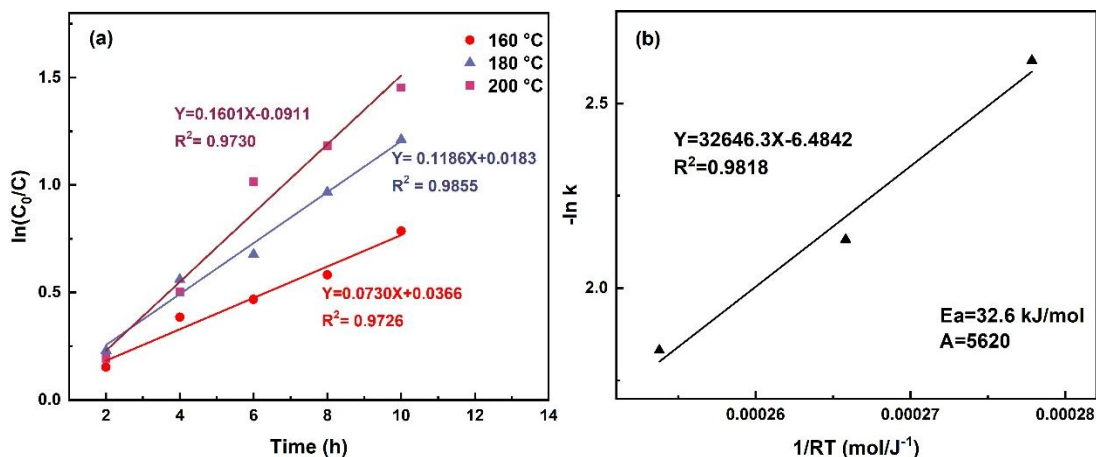 (a)
160 °C
180 °C
200 °C
Y=0.1601X-0.0911
R²= 0.9730
Y= 0.1186X+0.0183
R² = 0.9855
Y=0.0730X+0.0366
R² = 0.9726
ln(C₀/C)
0.0
0.5
1.0
1.5
2
4
6
8
10
12
14
Time (h)
(b)
Y=32646.3X-6.4842
R²=0.9818
Ea=32.6 kJ/mol
A=5620
-ln k
2.0
2.5
0.00026
0.00027
0.00028
1/RT (mol/J⁻¹)